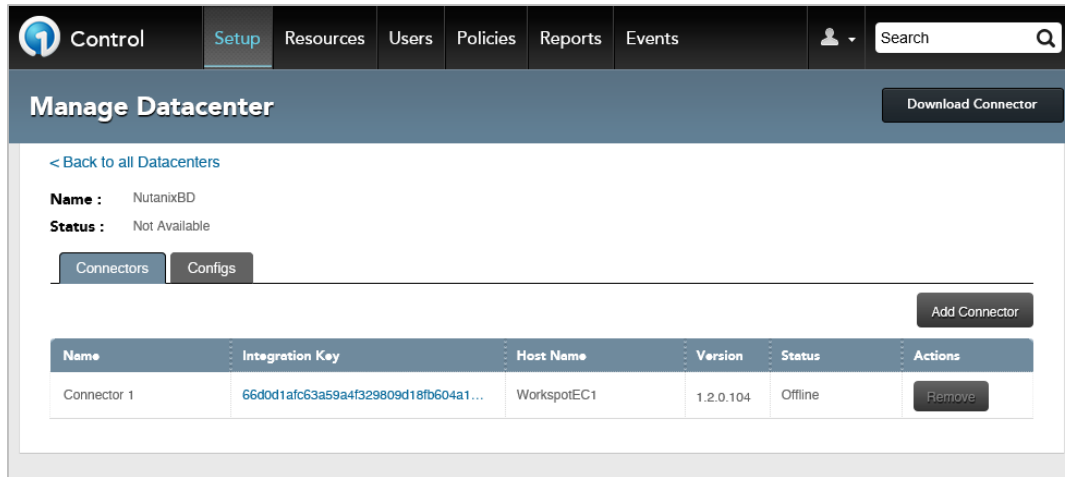 Control Setup Resources Users Policies Reports Events Search
Manage Datacenter Download Connector
< Back to all Datacenters
Name : NutanixBD
Status : Not Available
Connectors Configs
Add Connector
Name Integration Key Host Name Version Status Actions
Connector 1 66d0d1afc63a59a4f329809d18fb604a1... WorkspotEC1 1.2.0.104 Offline Remove